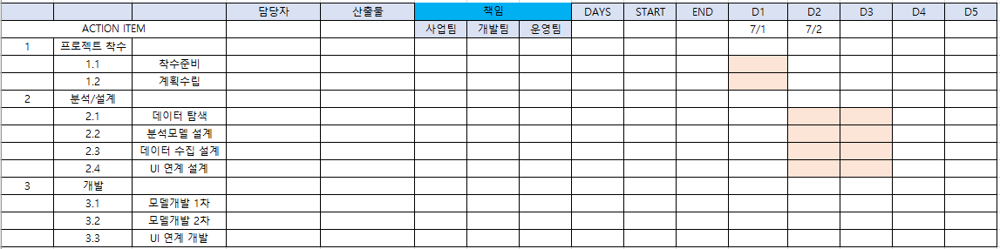 담당자 산출물 책임 DAYS START END D1 D2 D3 D4 D5
ACTION ITEM 사업팀 개발팀 운영팀 7/1 7/2
1 프로젝트 착수
1.1 착수준비
1.2 계획수립
2 분석/설계
2.1 데이터 탐색
2.2 분석모델 설계
2.3 데이터 수집 설계
2.4 UI 연계 설계
3 개발
3.1 모델개발 1차
3.2 모델개발 2차
3.3 UI 연계 개발